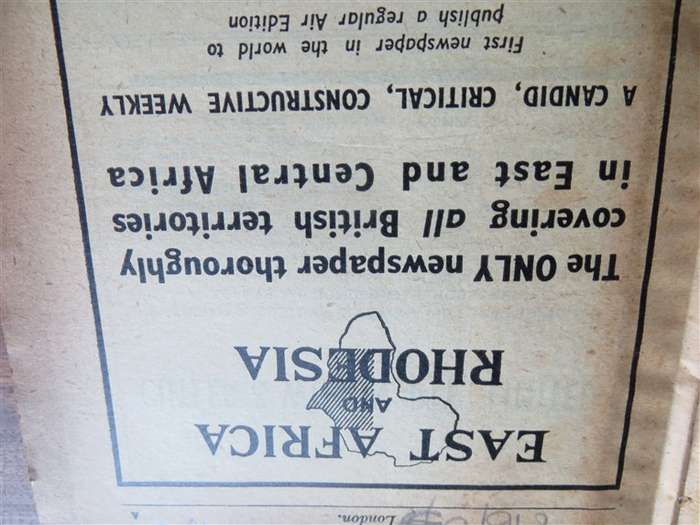 London.
EAST AFRICA
AND
RHODESIA
The ONLY newspaper thoroughly
covering all British territories
in East and Central Africa
A CANDID, CRITICAL, CONSTRUCTIVE WEEKLY
First newspaper in the world to
publish a regular Air Edition